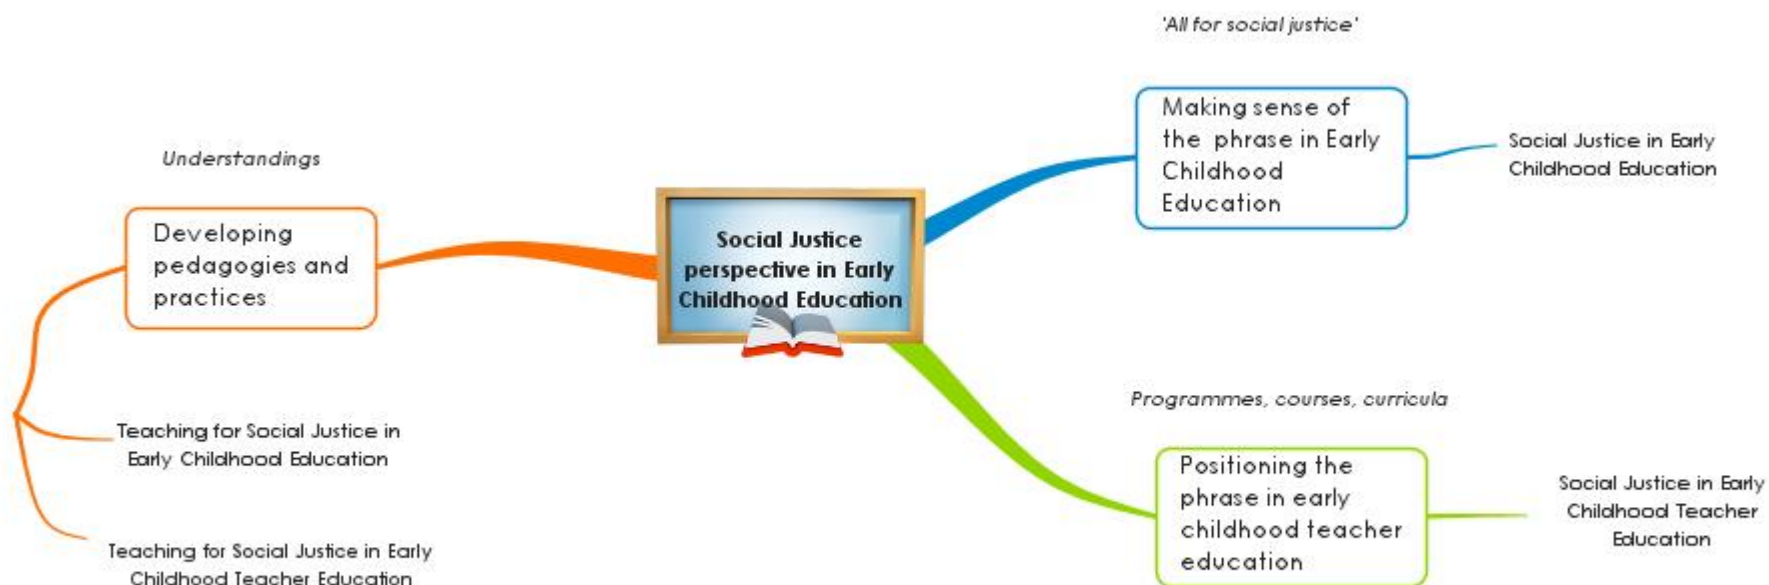 'All for social justice'
Making sense of
the phrase in Early
Childhood
Education
Social Justice in Early
Childhood Education
Understandings
Developing
pedagogies and
practices
Social Justice
perspective in Early
Childhood Education
Programmes, courses, curricula
Positioning the
phrase in early
childhood teacher
education
Social Justice in Early
Childhood Teacher
Education
Teaching for Social Justice in
Early Childhood Education
Teaching for Social Justice in Early
Childhood Teacher Education